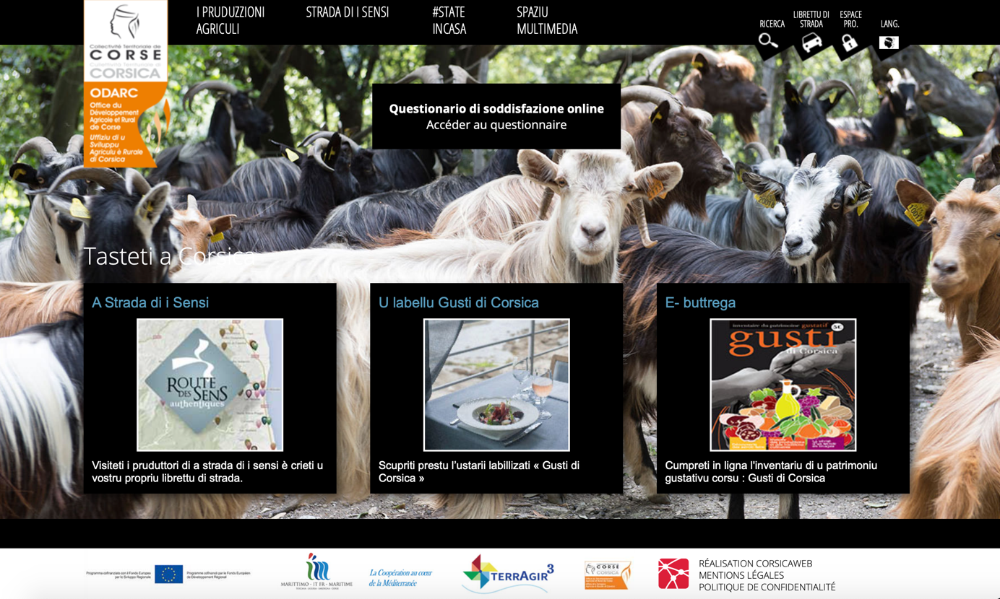 I PRUDUZZIONI
AGRICULI
STRADA DI I SENSI
#STATE
INCASA
SPAZIU
MULTIMEDIA
RICERCA
LIBRETTU DI
STRADA
ESPACE
PRO.
LANG.
Collectivité Territoriale de
CORSE
CORSICA
ODARC
Office du
Développement
Agricole et Rural
de Corse
Uffiziu di u
Sviluppu
Agriculu è Rurale
di Corsica
Questionario di soddisfazione online
Accéder au questionnaire
Tasteti a Corsica
A Strada di i Sensi
ROUTE
DES SENS
authentiques
Visiteti i pruduttori di a strada di i sensi è crieti u
vostru propriu librettu di strada.
U labellu Gusti di Corsica
Scupriti prestu l'ustarii labillizati « Gusti di
Corsica »
E- buttrega
inventaire du patrimoine gustatif 5€
gusti
di Corsica
Cumpreti in ligna l'inventariu di u patrimoniu
gustativu corsu : Gusti di Corsica
Programme cofinanziato con il Fondo Europeo
per lo Sviluppo Regionale
Programme cofinancé par le Fonds Européen
de Développement Régional
MARITTIMO - IT FR - MARITIME
TOSCANA - LIGURIA - SARDEGNA - CORSE
La Coopération au coeur
de la Méditerranée
TERRAGIR3
CORSE
CORSICA
RÉALISATION CORSICAWEB
MENTIONS LÉGALES
POLITIQUE DE CONFIDENTIALITÉ